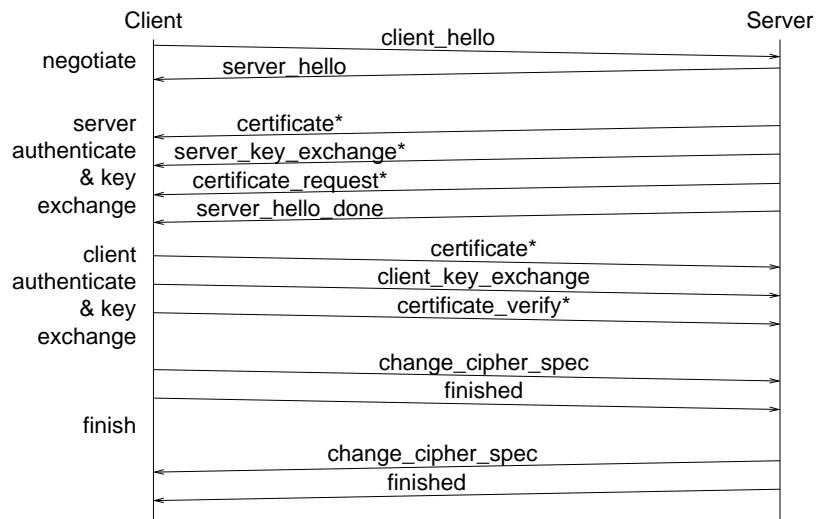 Client Server
client_hello
negotiate
server_hello
server
authenticate
& key
exchange
certificate*
server_key_exchange*
certificate_request*
server_hello_done
client
authenticate
& key
exchange
certificate*
client_key_exchange
certificate_verify*
change_cipher_spec
finished
finish
change_cipher_spec
finished